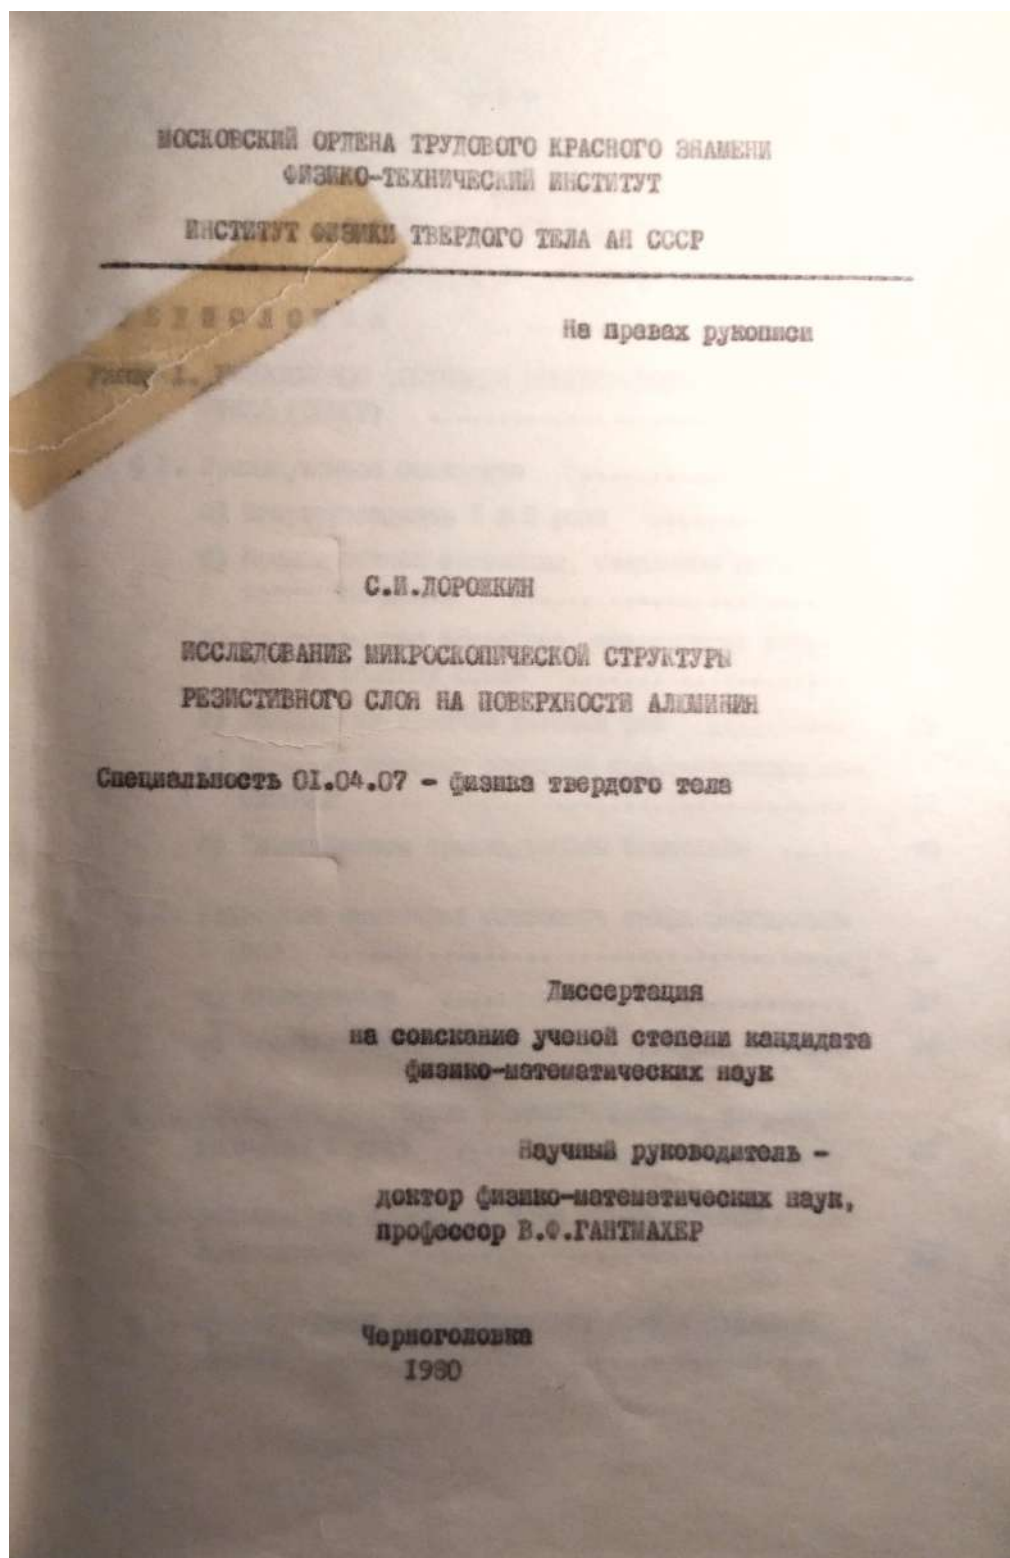 МОСКОВСКИЙ ОРДЕНА ТРУДОВОГО КРАСНОГО ЗНАМЕНИ
ФИЗИКО-ТЕХНИЧЕСКИЙ ИНСТИТУТ
ИНСТИТУТ ФИЗИКИ ТВЕРДОГО ТЕЛА АН СССР
На правах рукописи
С.И.ДОРОЖКИН
ИССЛЕДОВАНИЕ МИКРОСКОПИЧЕСКОЙ СТРУКТУРЫ
РЕЗИСТИВНОГО СЛОЯ НА ПОВЕРХНОСТИ АЛЮМИНИЯ
Специальность 01.04.07 - физика твердого тела
Диссертация
на соискание ученой степени кандидата
физико-математических наук
Научный руководитель -
доктор физико-математических наук,
профессор В.Ф.ГАНТМАХЕР
Черноголовка
1980